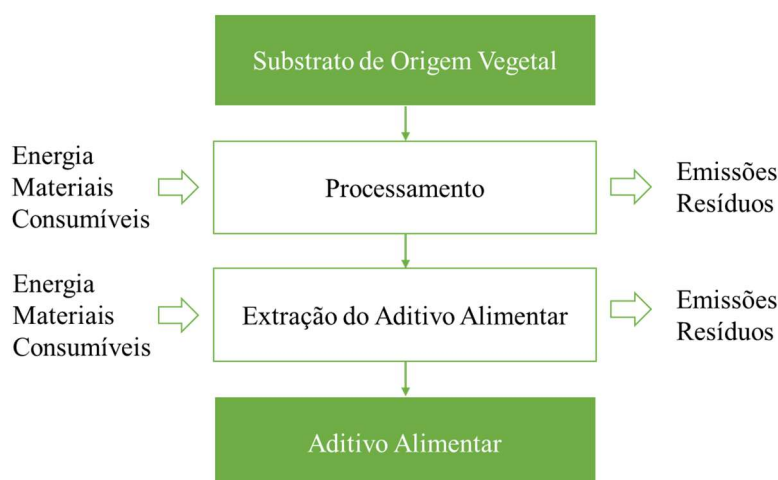 Substrato de Origem Vegetal
Energia
Materiais
Consumíveis
Processamento
Emissões
Resíduos
Energia
Materiais
Consumíveis
Extração do Aditivo Alimentar
Emissões
Resíduos
Aditivo Alimentar